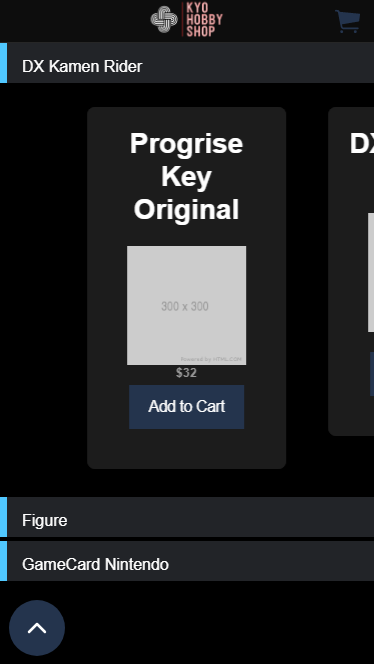 KYO
HOBBY
SHOP
DX Kamen Rider
Progrise
Key
Original
DX
300 x 300
Powered by HTML.COM
$32
Add to Cart
Figure
GameCard Nintendo